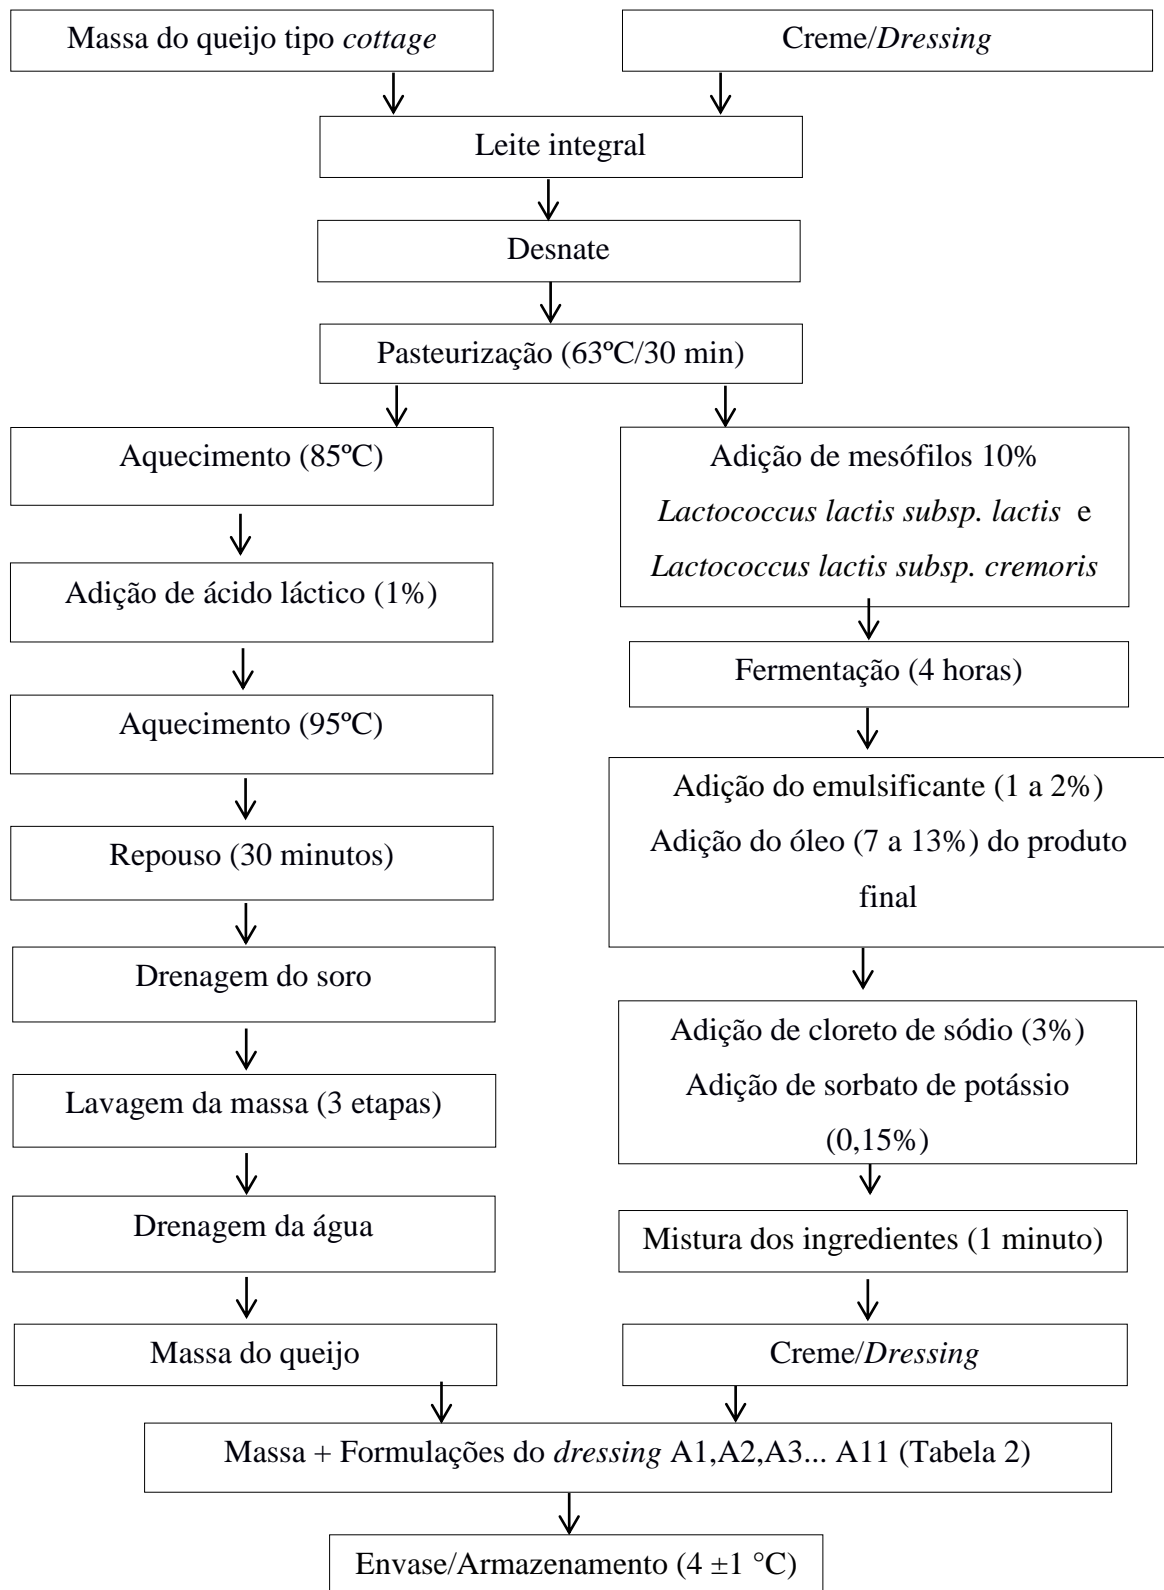 Massa do queijo tipo cottage
Creme/Dressing
Leite integral
Desnate
Pasteurização (63ºC/30 min)
Aquecimento (85ºC)
Adição de ácido láctico (1%)
Aquecimento (95ºC)
Repouso (30 minutos)
Drenagem do soro
Lavagem da massa (3 etapas)
Drenagem da água
Massa do queijo
Adição de mesófilos 10%
Lactococcus lactis subsp. lactis e
Lactococcus lactis subsp. cremoris
Fermentação (4 horas)
Adição do emulsificante (1 a 2%)
Adição do óleo (7 a 13%) do produto
final
Adição de cloreto de sódio (3%)
Adição de sorbato de potássio
(0,15%)
Mistura dos ingredientes (1 minuto)
Creme/Dressing
Massa + Formulações do dressing A1,A2,A3... A11 (Tabela 2)
Envase/Armazenamento (4 ±1 °C)